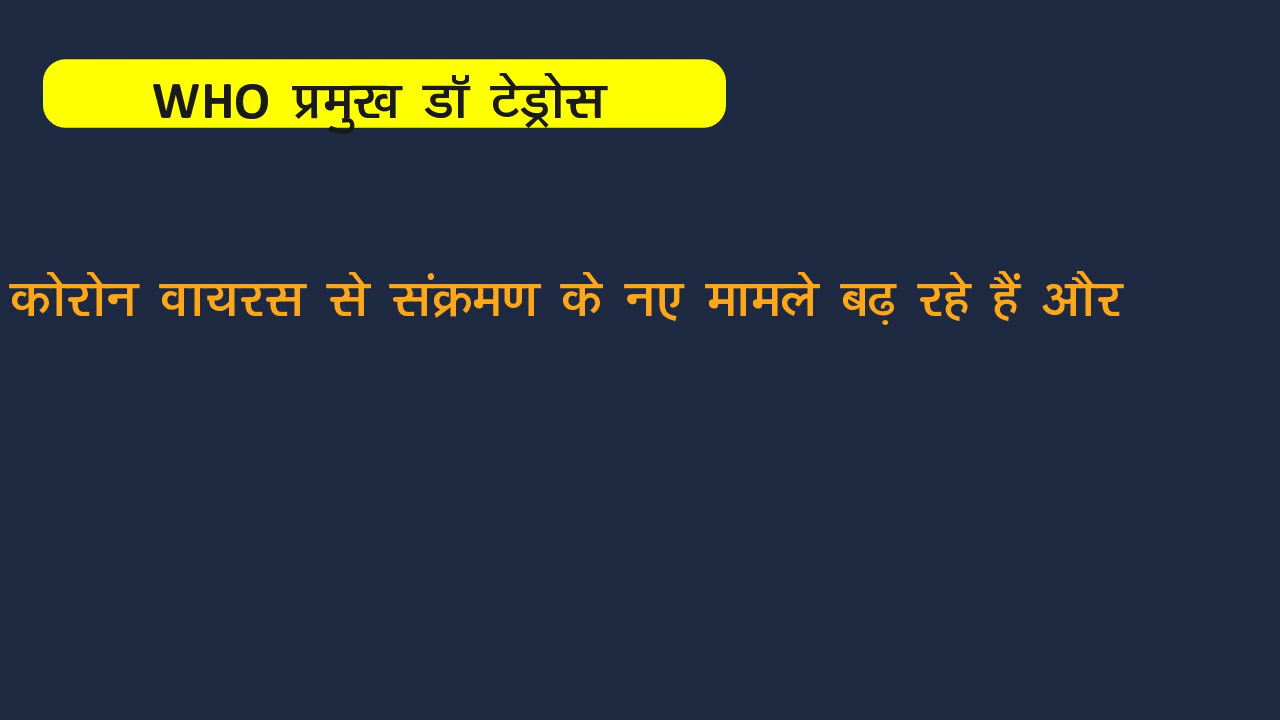 WHO प्रमुख डॉ टेड्रोस
कोरोन वायरस से संक्रमण के नए मामले बढ़ रहे हैं और